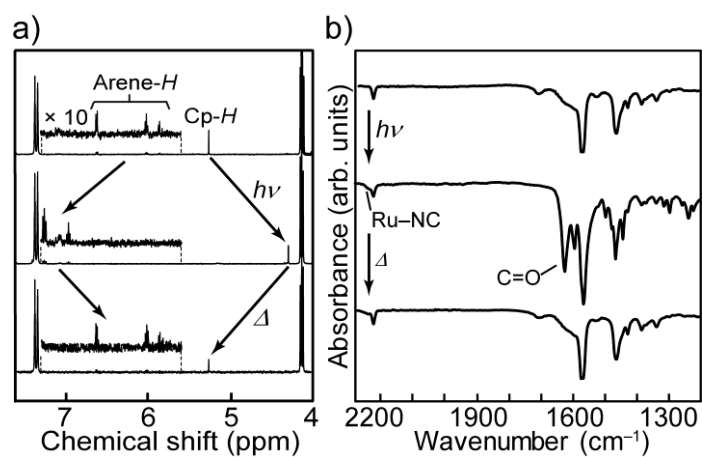 a)
Arene-H
× 10
Cp-H
hν
Δ
7 6 5 4
Chemical shift (ppm)
b)
Absorbance (arb. units)
hν
Ru–NC
Δ
C=O
2200 1900 1600 1300
Wavenumber (cm⁻¹)